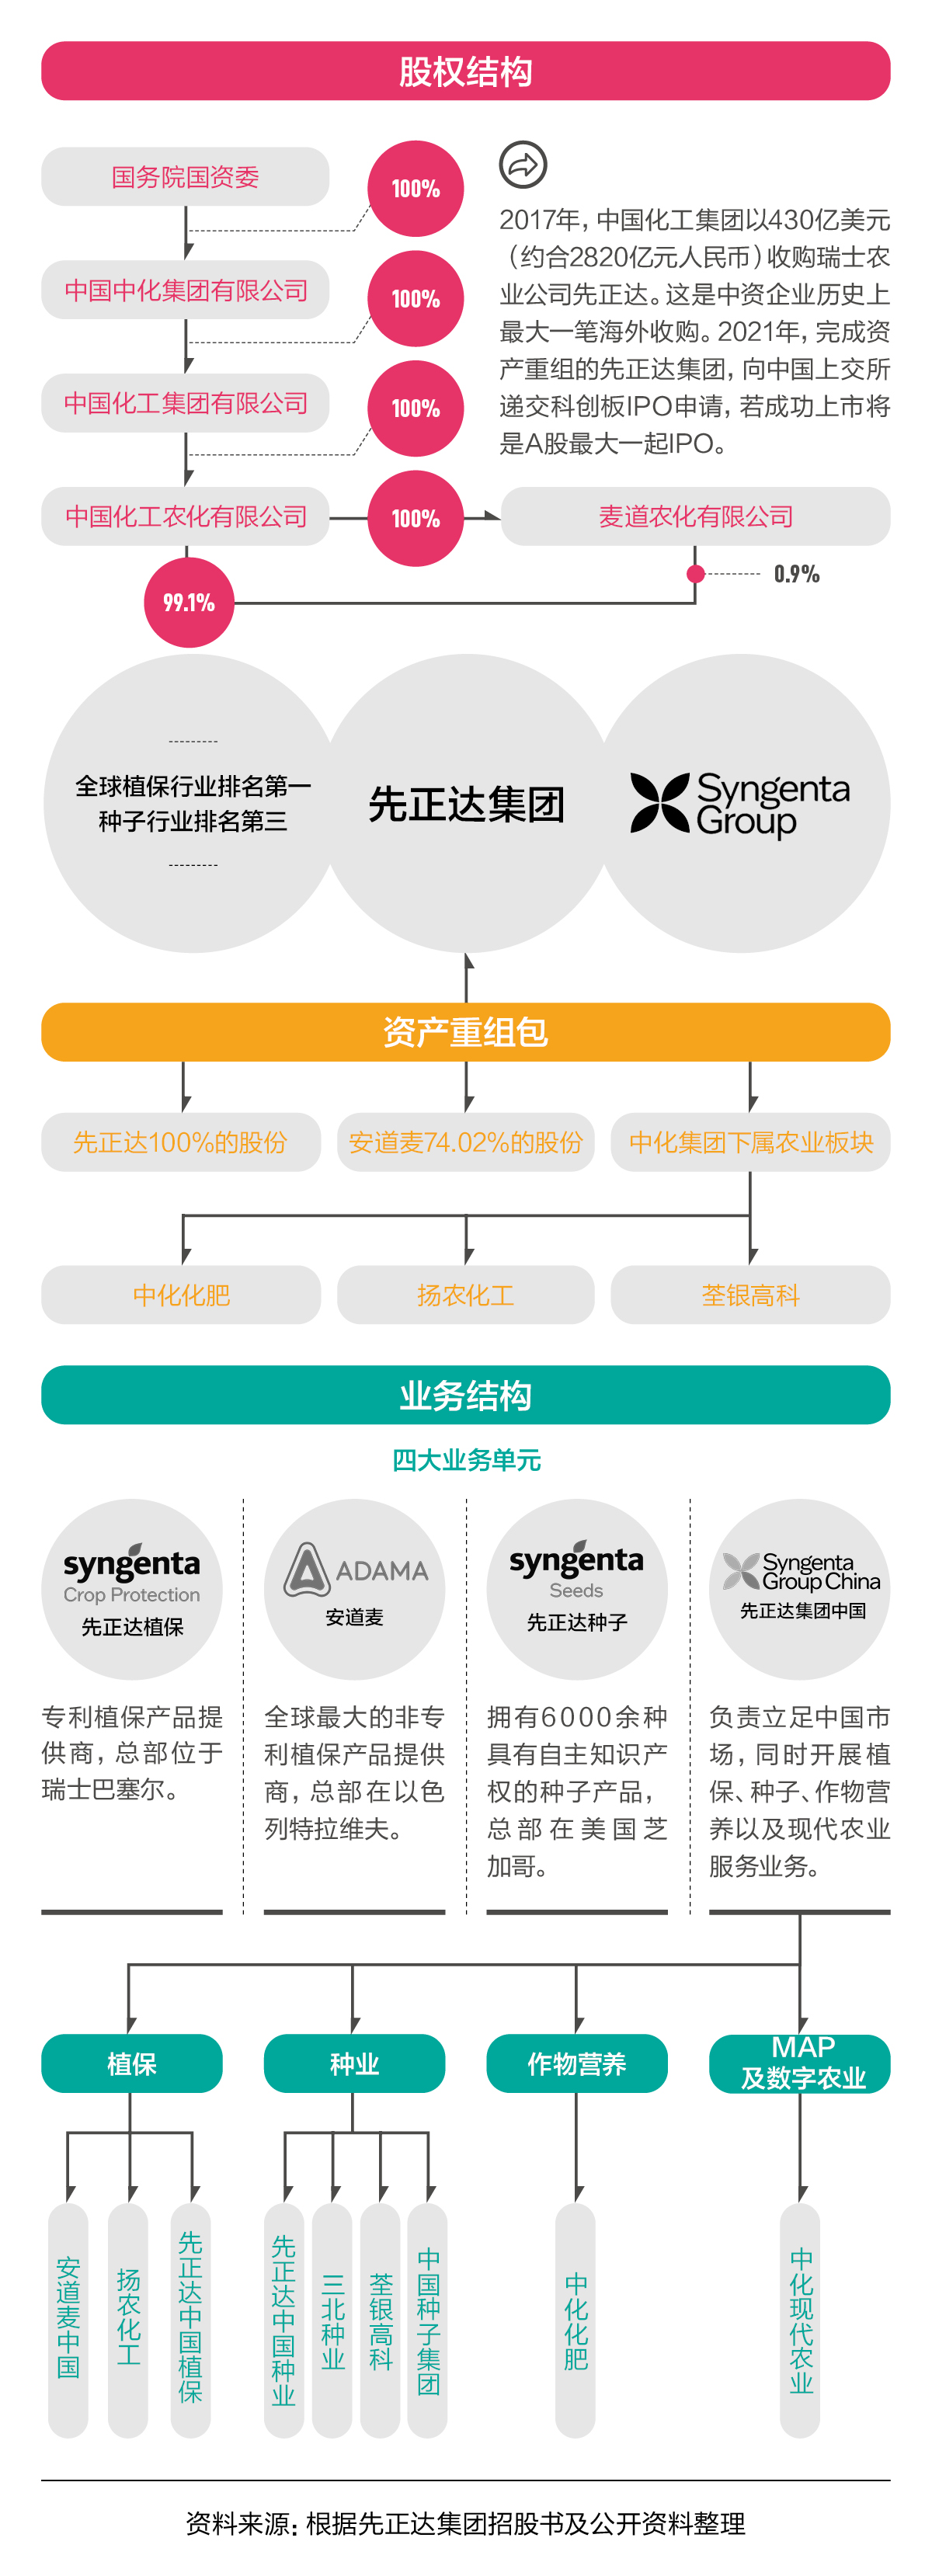 股权结构
国务院国资委
100%
中国中化集团有限公司
100%
中国化工集团有限公司
100%
2017年，中国化工集团以430亿美元
（约合2820亿元人民币）收购瑞士农
业公司先正达。这是中资企业历史上
最大一笔海外收购。2021年，完成资
产重组的先正达集团，向中国上交所
递交科创板IPO申请，若成功上市将
是A股最大一起IPO。
中国化工农化有限公司
100%
麦道农化有限公司
0.9%
99.1%
全球植保行业排名第一
种子行业排名第三
先正达集团
Syngenta
Group
资产重组包
先正达100%的股份
安道麦74.02%的股份
中化集团下属农业板块
中化化肥
扬农化工
荃银高科
业务结构
四大业务单元
syngenta
Crop Protection
先正达植保
专利植保产品提
供商，总部位于
瑞士巴塞尔。
ADAMA
安道麦
全球最大的非专
利植保产品提供
商，总部在以色
列特拉维夫。
syngenta
Seeds
先正达种子
拥有6000余种
具有自主知识产
权的种子产品，
总部在美国芝
加哥。
Syngenta
Group China
先正达集团中国
负责立足中国市
场，同时开展植
保、种子、作物营
养以及现代农业
服务业务。
植保
种业
作物营养
MAP
及数字农业
安道麦中国
扬农化工
先正达中国植保
先正达中国种业
三北种业
荃银高科
中国种子集团
中化化肥
中化现代农业
资料来源：根据先正达集团招股书及公开资料整理